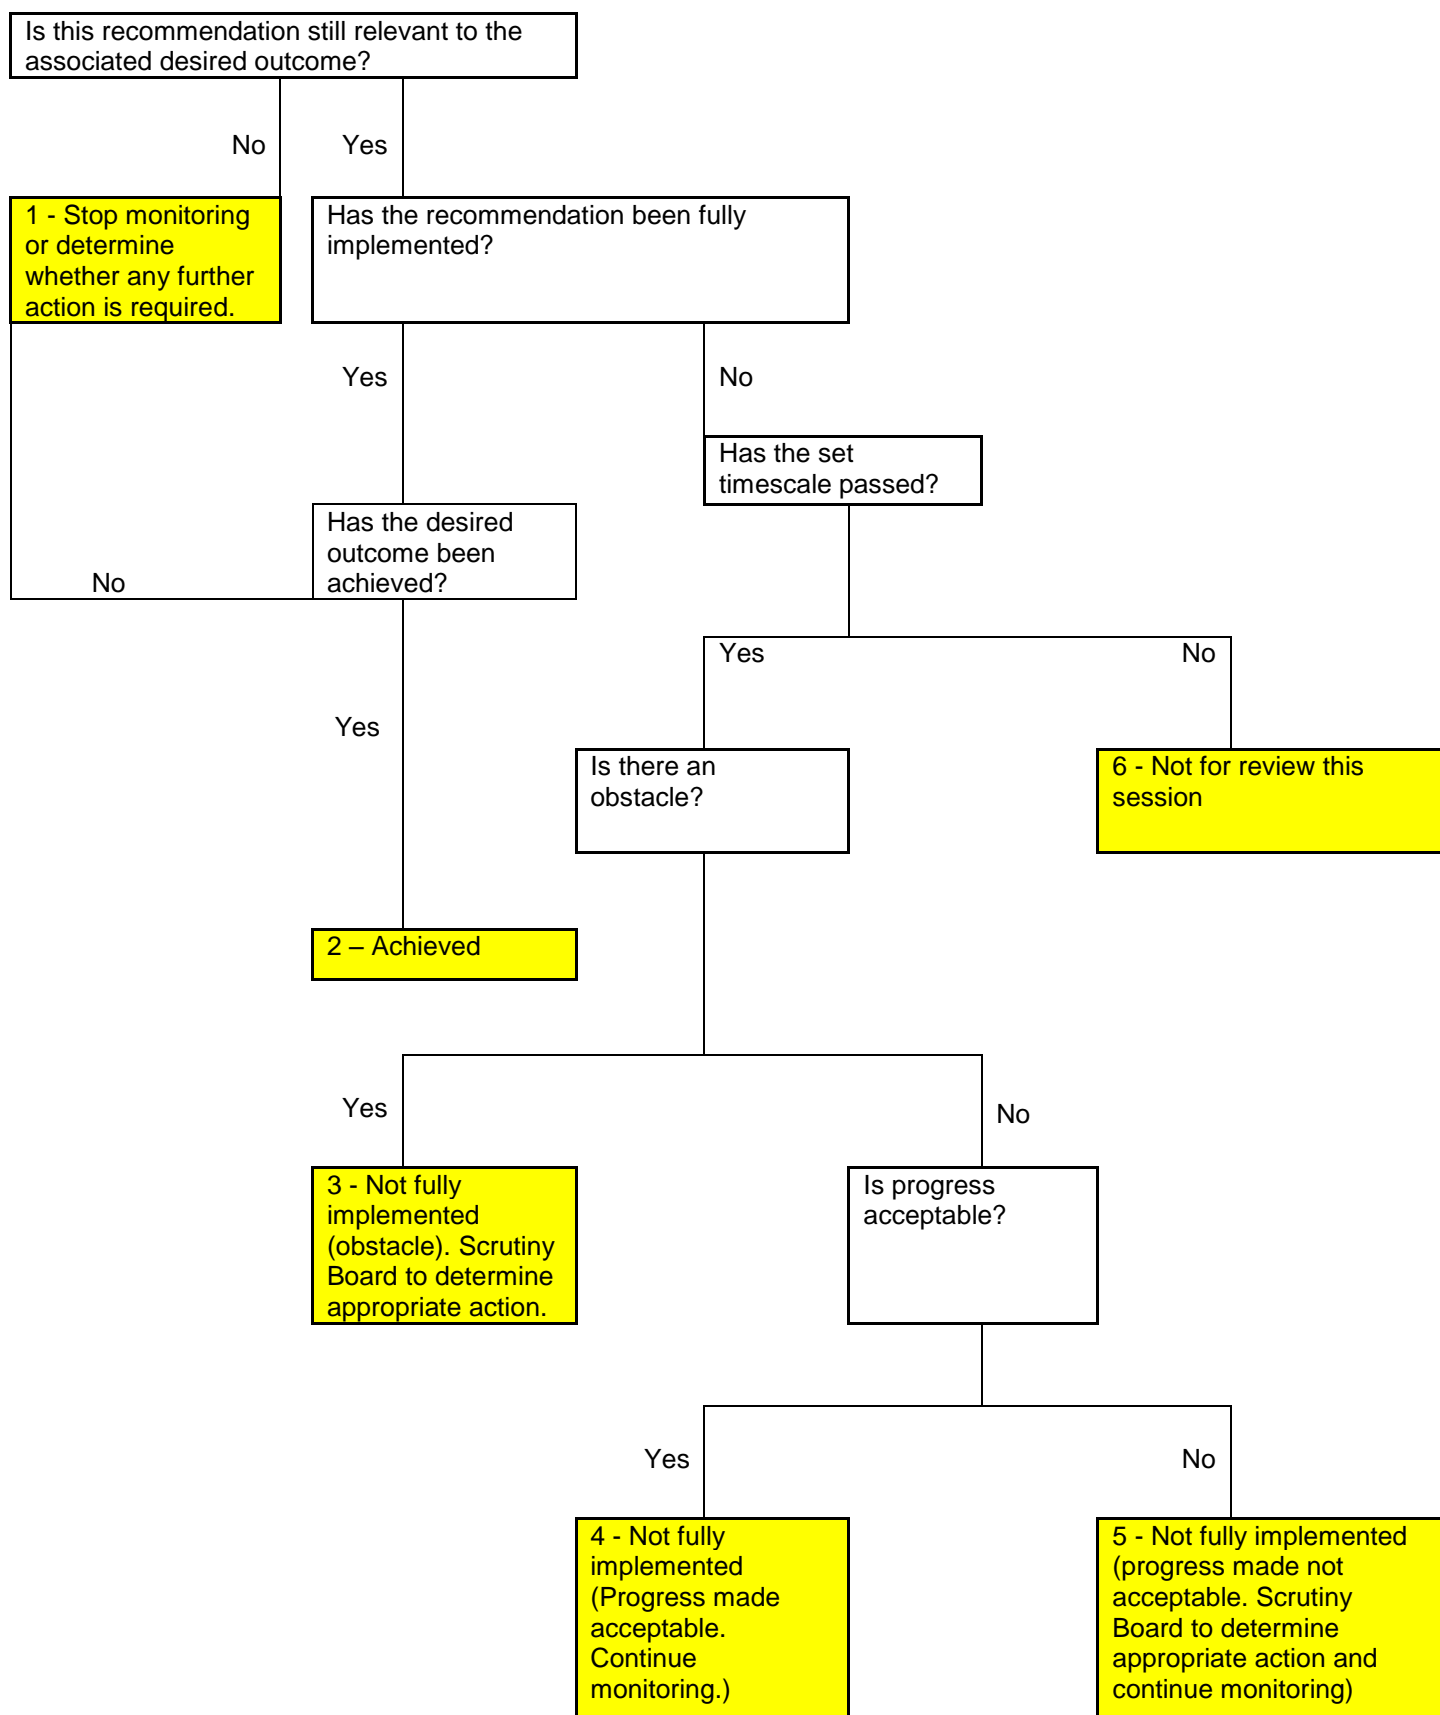 Is this recommendation still relevant to the
associated desired outcome?
No
Yes
1 - Stop monitoring
or determine
whether any further
action is required.
Has the recommendation been fully
implemented?
Yes
No
Has the set
timescale passed?
Has the desired
outcome been
achieved?
No
Yes
No
Yes
Is there an
obstacle?
6 - Not for review this
session
2 – Achieved
Yes
No
3 - Not fully
implemented
(obstacle). Scrutiny
Board to determine
appropriate action.
Is progress
acceptable?
Yes
No
4 - Not fully
implemented
(Progress made
acceptable.
Continue
monitoring.)
5 - Not fully implemented
(progress made not
acceptable. Scrutiny
Board to determine
appropriate action and
continue monitoring)